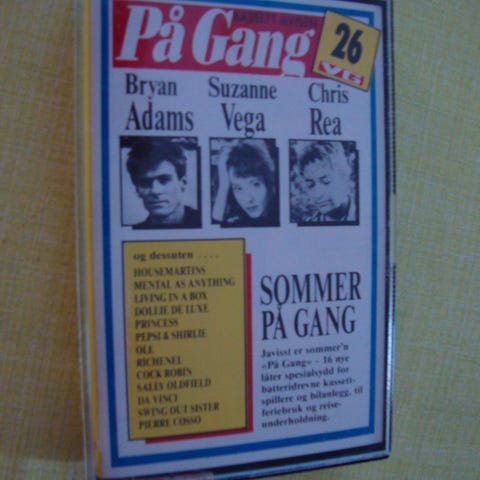 KASSETT-AVISEN
På Gang
26
VG
Bryan Adams
Suzanne Vega
Chris Rea
og dessuten ....
HOUSEMARTINS
MENTAL AS ANYTHING
LIVING IN A BOX
DOLLIE DE LUXE
PRINCESS
PEPSI & SHIRLIE
OLE
RICHENEL
COCK ROBIN
SALLY OLDFIELD
DA VINCI
SWING OUT SISTER
PIERRE COSSO
SOMMER
PÅ GANG
Javisst er sommer'n
«På Gang» – 16 nye
låter spesialsydd for
batteridrevne kassett-
spillere og bilanlegg, til
feriebruk og reise-
underholdning.